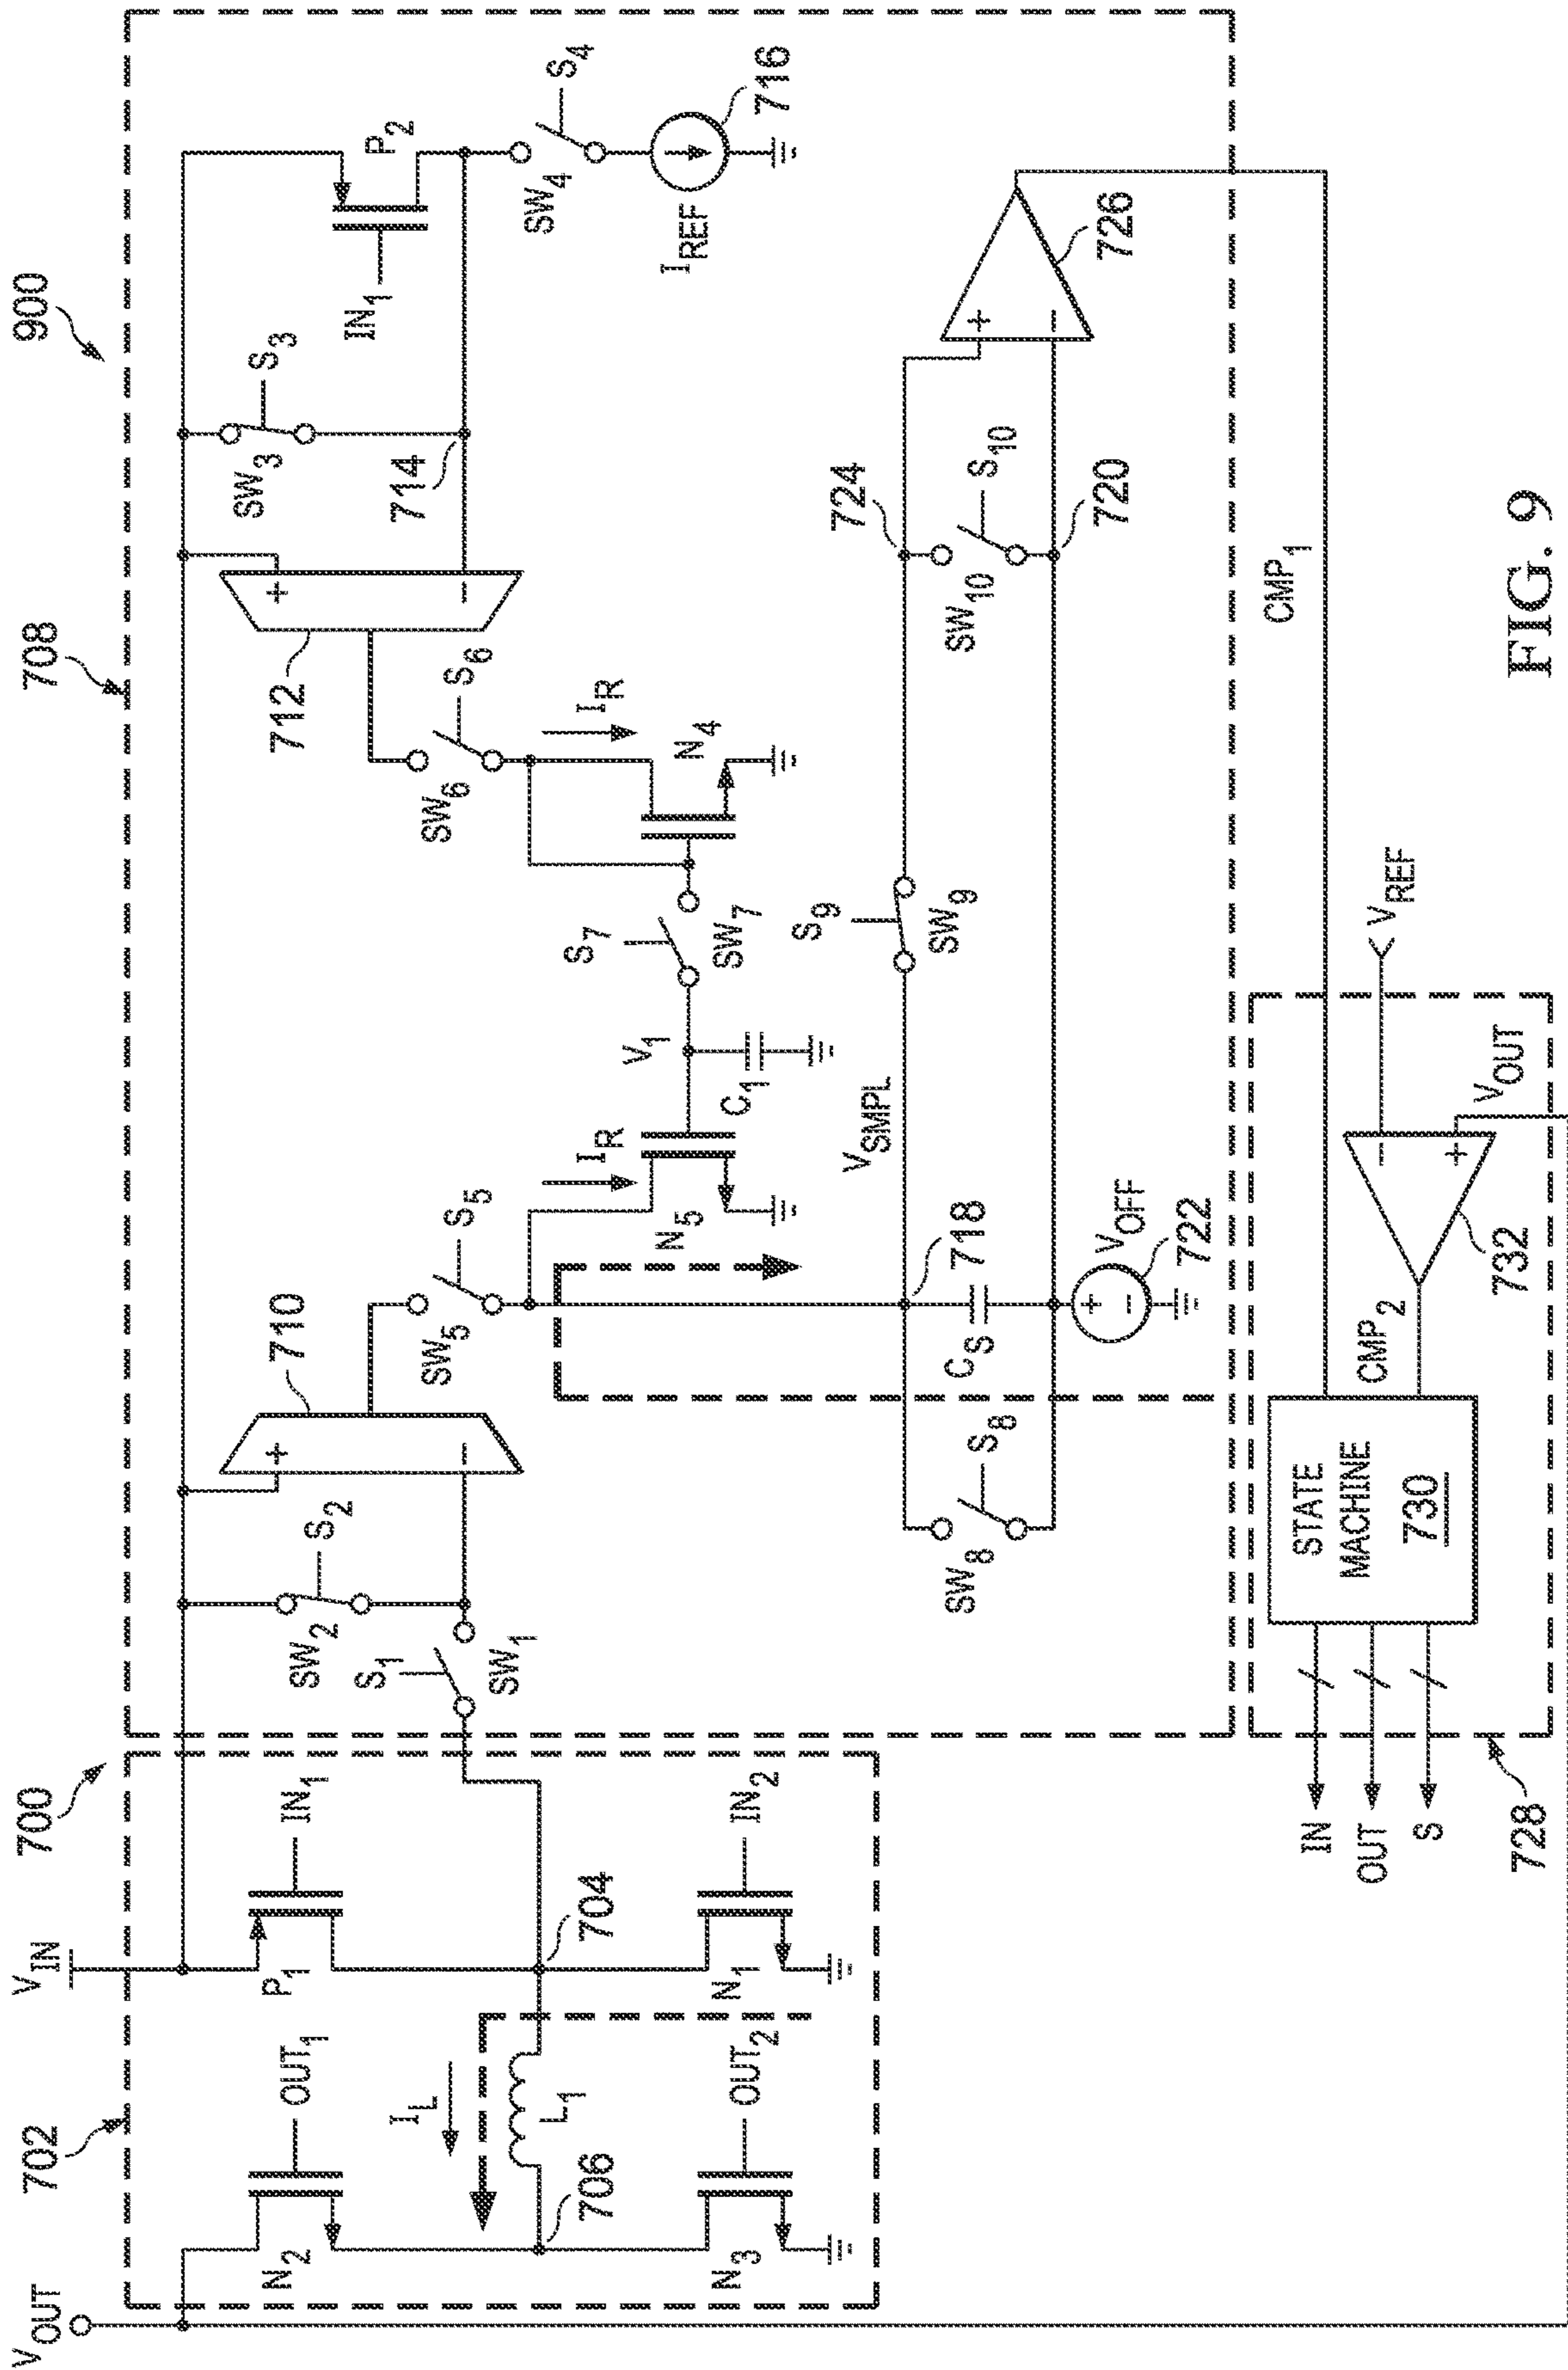 900
708
700
702
V_OUT
V_IN
N_2
OUT_1
P_1
IN_1
I_L
L_1
704
706
N_3
OUT_2
N_1
IN_2
S_1
SW_1
SW_2
S_2
+
−
710
SW_5
S_5
I_R
N_5
V_1
C_1
S_7
SW_7
N_4
I_R
SW_6
S_6
712
+
−
SW_3
S_3
714
IN_1
P_2
SW_4
S_4
I_REF
716
SW_8
S_8
C_S
718
V_SMPL
S_9
SW_9
724
SW_10
S_10
720
+
−
726
+
−
V_OFF
722
CMP_1
STATE
MACHINE
730
CMP_2
732
−
+
V_REF
V_OUT
IN
OUT
S
728
FIG. 9